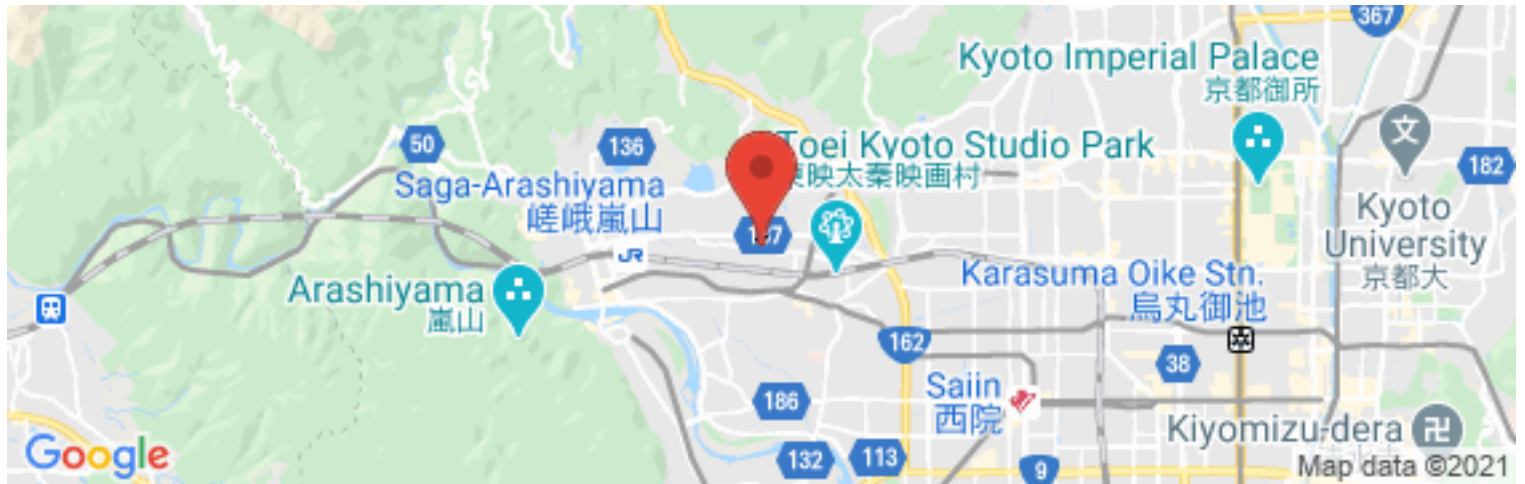 367
Kyoto Imperial Palace
京都御所
文
50
136
Toei Kyoto Studio Park
東映太秦映画村
182
Saga-Arashiyama
嵯峨嵐山
JR
Kyoto
University
京都大
Arashiyama
嵐山
Karasuma Oike Stn.
烏丸御池
162
38
186
Saiin
西院
Kiyomizu-dera
卍
132
113
9
Google
Map data ©2021